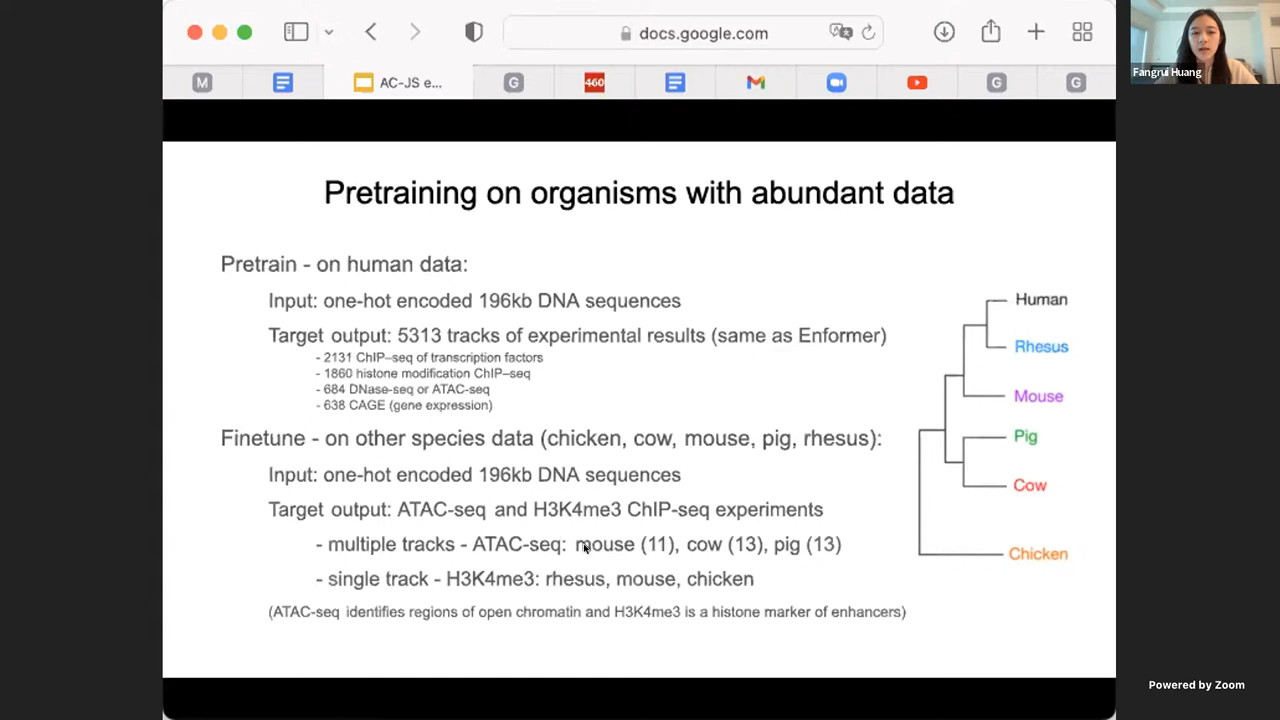 docs.google.com
M
AC-JS e...
G
460
G
G
Fangrui Huang
Pretraining on organisms with abundant data
Pretrain - on human data:
Input: one-hot encoded 196kb DNA sequences
Target output: 5313 tracks of experimental results (same as Enformer)
- 2131 ChIP–seq of transcription factors
- 1860 histone modification ChIP–seq
- 684 DNase-seq or ATAC-seq
- 638 CAGE (gene expression)
Finetune - on other species data (chicken, cow, mouse, pig, rhesus):
Input: one-hot encoded 196kb DNA sequences
Target output: ATAC-seq and H3K4me3 ChIP-seq experiments
- multiple tracks - ATAC-seq: mouse (11), cow (13), pig (13)
- single track - H3K4me3: rhesus, mouse, chicken
(ATAC-seq identifies regions of open chromatin and H3K4me3 is a histone marker of enhancers)
Human
Rhesus
Mouse
Pig
Cow
Chicken
Powered by Zoom